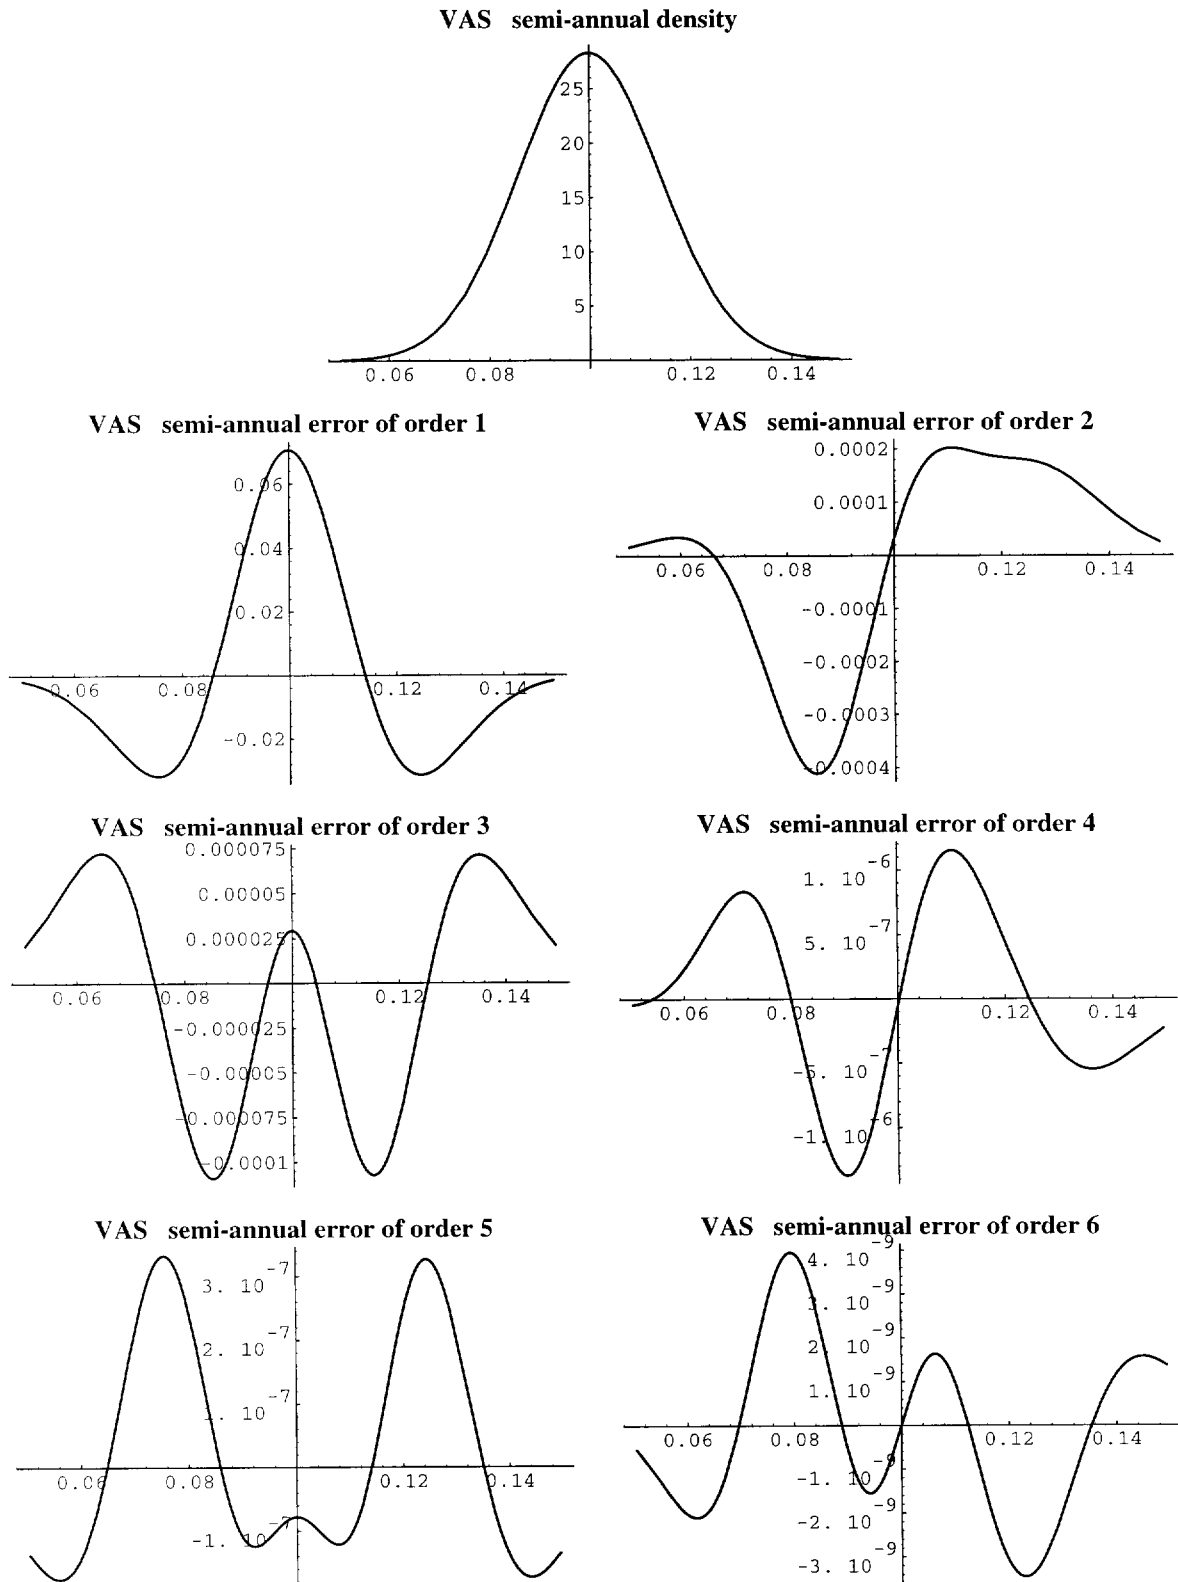 VAS semi-annual density
25
20
15
10
5
0.06 0.08 0.12 0.14
VAS semi-annual error of order 1
0.06
0.04
0.02
0.06 0.08 0.12 0.14
-0.02
VAS semi-annual error of order 2
0.0002
0.0001
0.06 0.08 0.12 0.14
-0.0001
-0.0002
-0.0003
-0.0004
VAS semi-annual error of order 3
0.000075
0.00005
0.000025
0.06 0.08 0.12 0.14
-0.000025
-0.00005
-0.000075
-0.0001
VAS semi-annual error of order 4
1. 10^-6
5. 10^-7
0.06 0.08 0.12 0.14
-5. 10^-7
-1. 10^-6
VAS semi-annual error of order 5
3. 10^-7
2. 10^-7
1. 10^-7
0.06 0.08 0.12 0.14
-1. 10^-7
VAS semi-annual error of order 6
4. 10^-9
3. 10^-9
2. 10^-9
1. 10^-9
0.06 0.08 0.12 0.14
-1. 10^-9
-2. 10^-9
-3. 10^-9